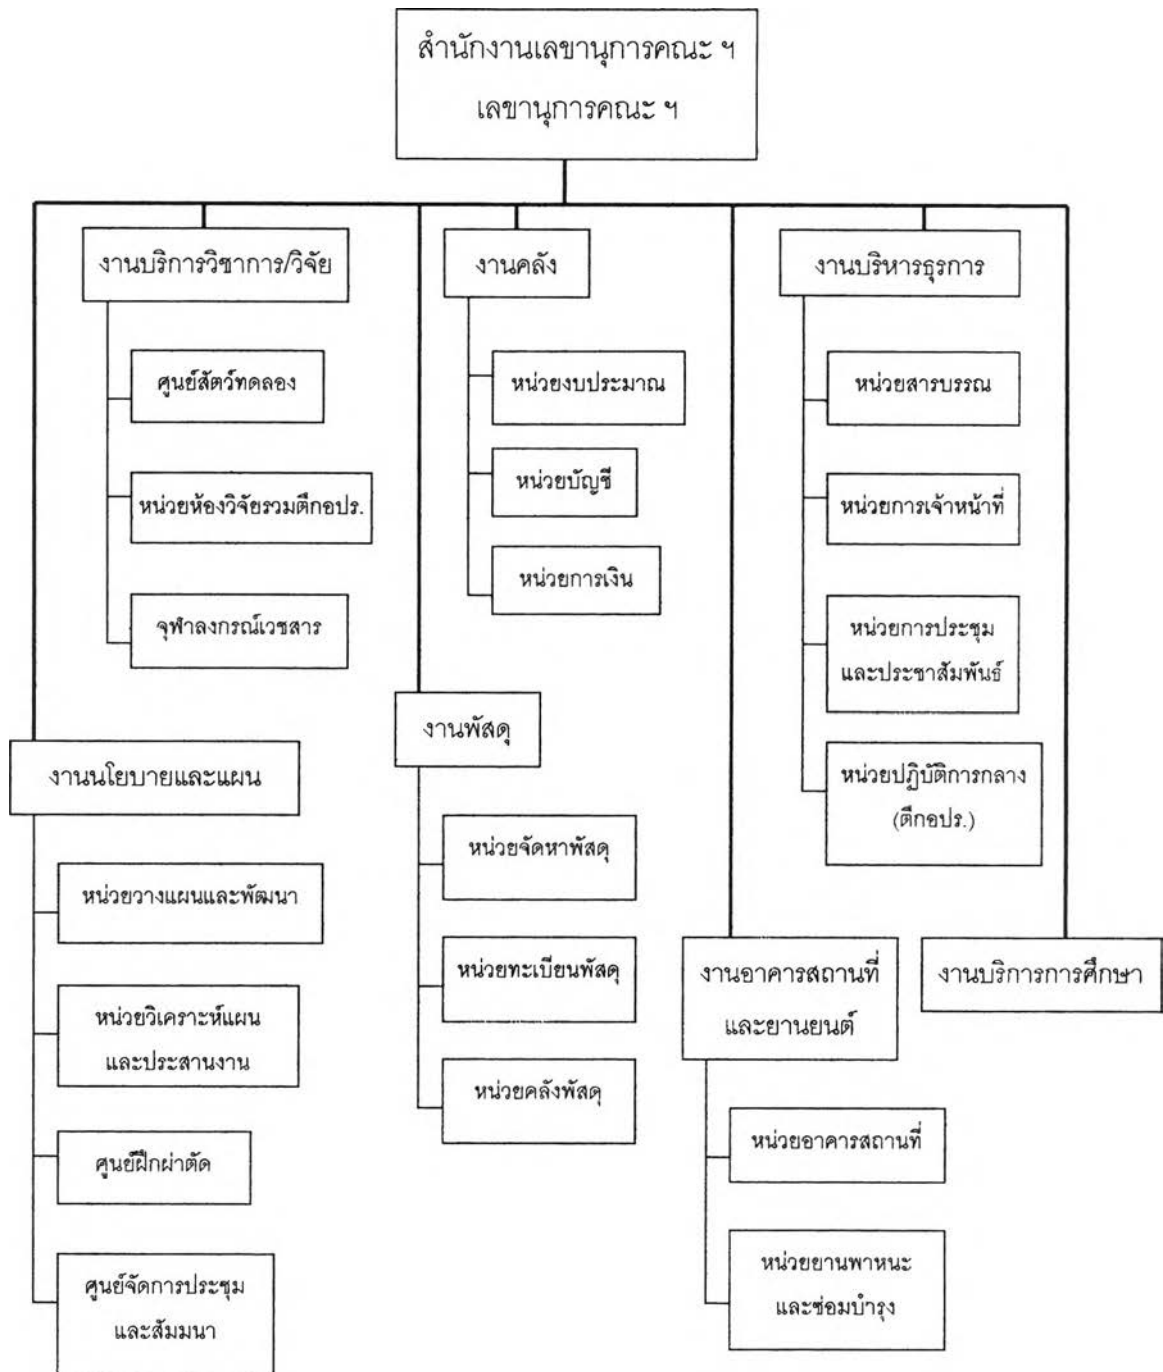 สำนักงานเลขานุการคณะ ฯ
เลขานุการคณะ ฯ
งานบริการวิชาการ/วิจัย
ศูนย์สัตว์ทดลอง
หน่วยห้องวิจัยรวมตึกอปร.
จุฬาลงกรณ์เวชสาร
งานคลัง
หน่วยงบประมาณ
หน่วยบัญชี
หน่วยการเงิน
งานบริหารธุรการ
หน่วยสารบรรณ
หน่วยการเจ้าหน้าที่
หน่วยการประชุม
และประชาสัมพันธ์
หน่วยปฏิบัติการกลาง
(ตึกอปร.)
งานนโยบายและแผน
หน่วยวางแผนและพัฒนา
หน่วยวิเคราะห์แผน
และประสานงาน
ศูนย์ฝึกผ่าตัด
ศูนย์จัดการประชุม
และสัมมนา
งานพัสดุ
หน่วยจัดหาพัสดุ
หน่วยทะเบียนพัสดุ
หน่วยคลังพัสดุ
งานอาคารสถานที่
และยานยนต์
หน่วยอาคารสถานที่
หน่วยยานพาหนะ
และซ่อมบำรุง
งานบริการการศึกษา